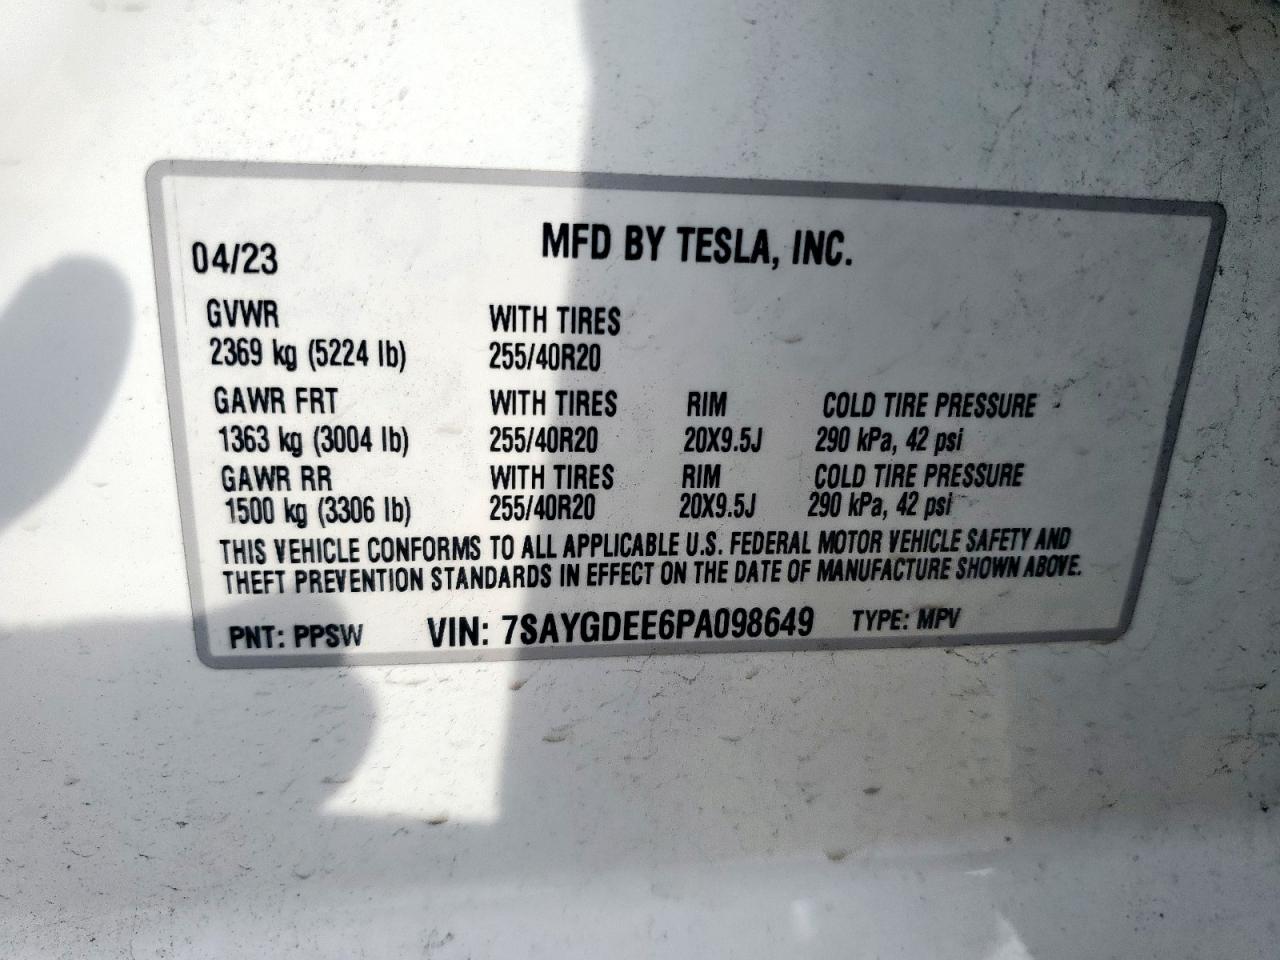 MFD BY TESLA, INC.
04/23
GVWR WITH TIRES
2369 kg (5224 lb) 255/40R20
GAWR FRT WITH TIRES RIM COLD TIRE PRESSURE
1363 kg (3004 lb) 255/40R20 20X9.5J 290 kPa, 42 psi
GAWR RR WITH TIRES RIM COLD TIRE PRESSURE
1500 kg (3306 lb) 255/40R20 20X9.5J 290 kPa, 42 psi
THIS VEHICLE CONFORMS TO ALL APPLICABLE U.S. FEDERAL MOTOR VEHICLE SAFETY AND
THEFT PREVENTION STANDARDS IN EFFECT ON THE DATE OF MANUFACTURE SHOWN ABOVE.
PNT: PPSW VIN: 7SAYGDEE6PA098649 TYPE: MPV